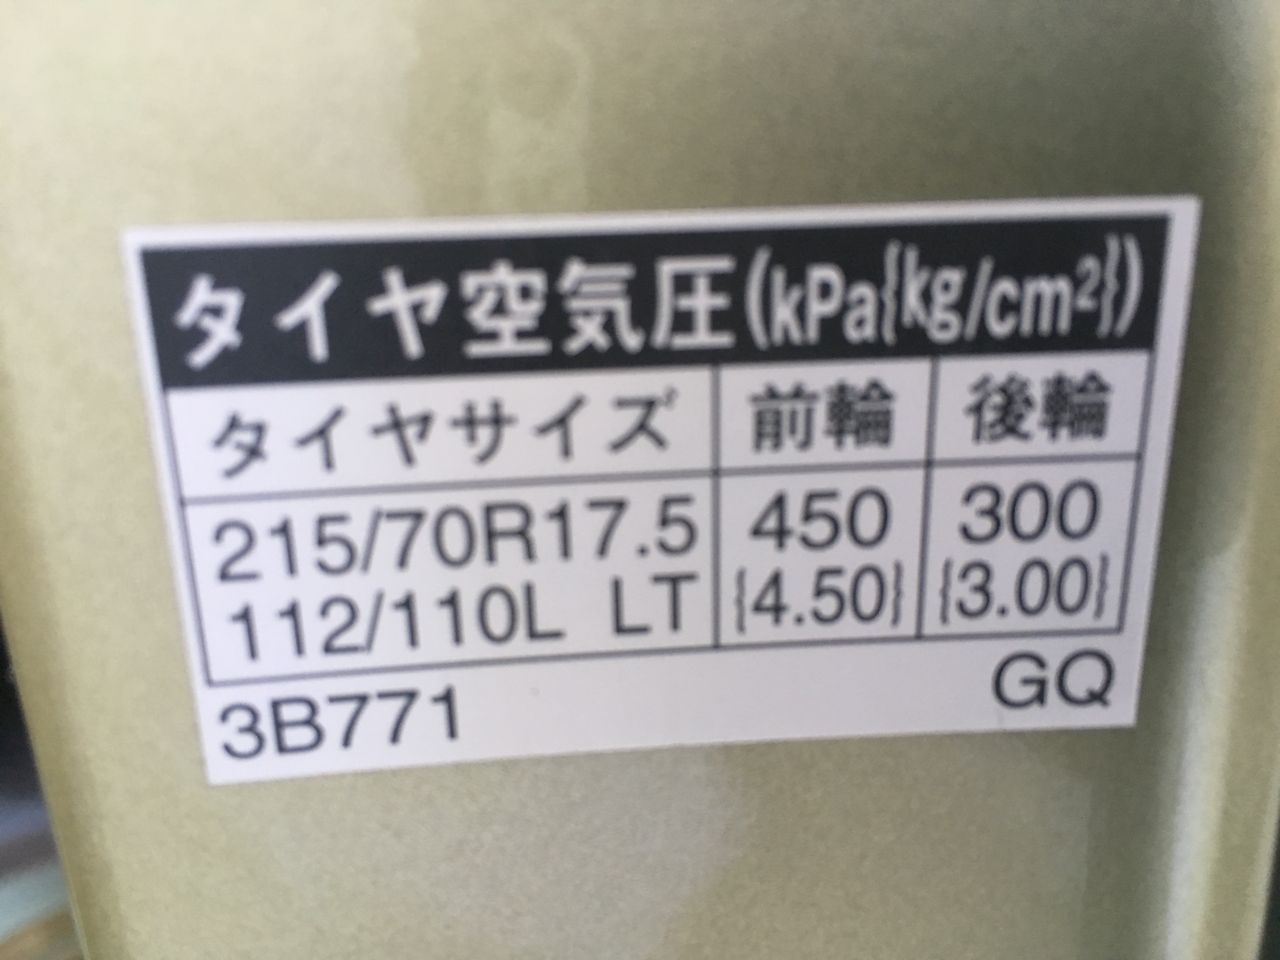 タイヤ空気圧(kPa{kg/cm²})
タイヤサイズ 前輪 後輪
215/70R17.5 450 300
112/110L LT {4.50} {3.00}
3B771 GQ